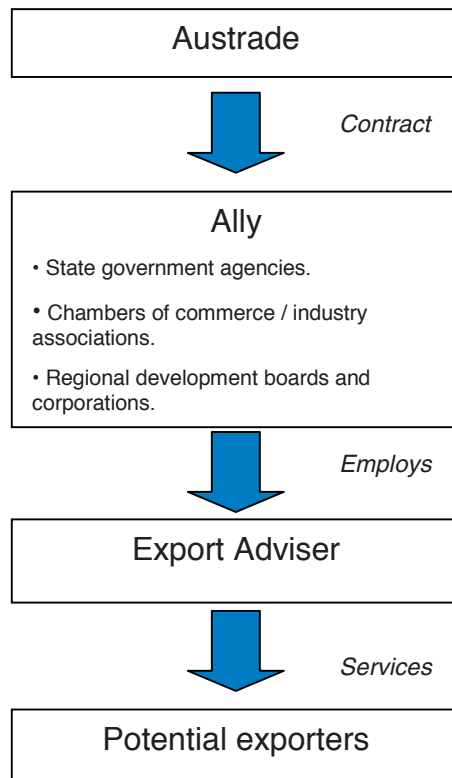 Austrade
Contract
Ally
• State government agencies.
• Chambers of commerce / industry
associations.
• Regional development boards and
corporations.
Employs
Export Adviser
Services
Potential exporters